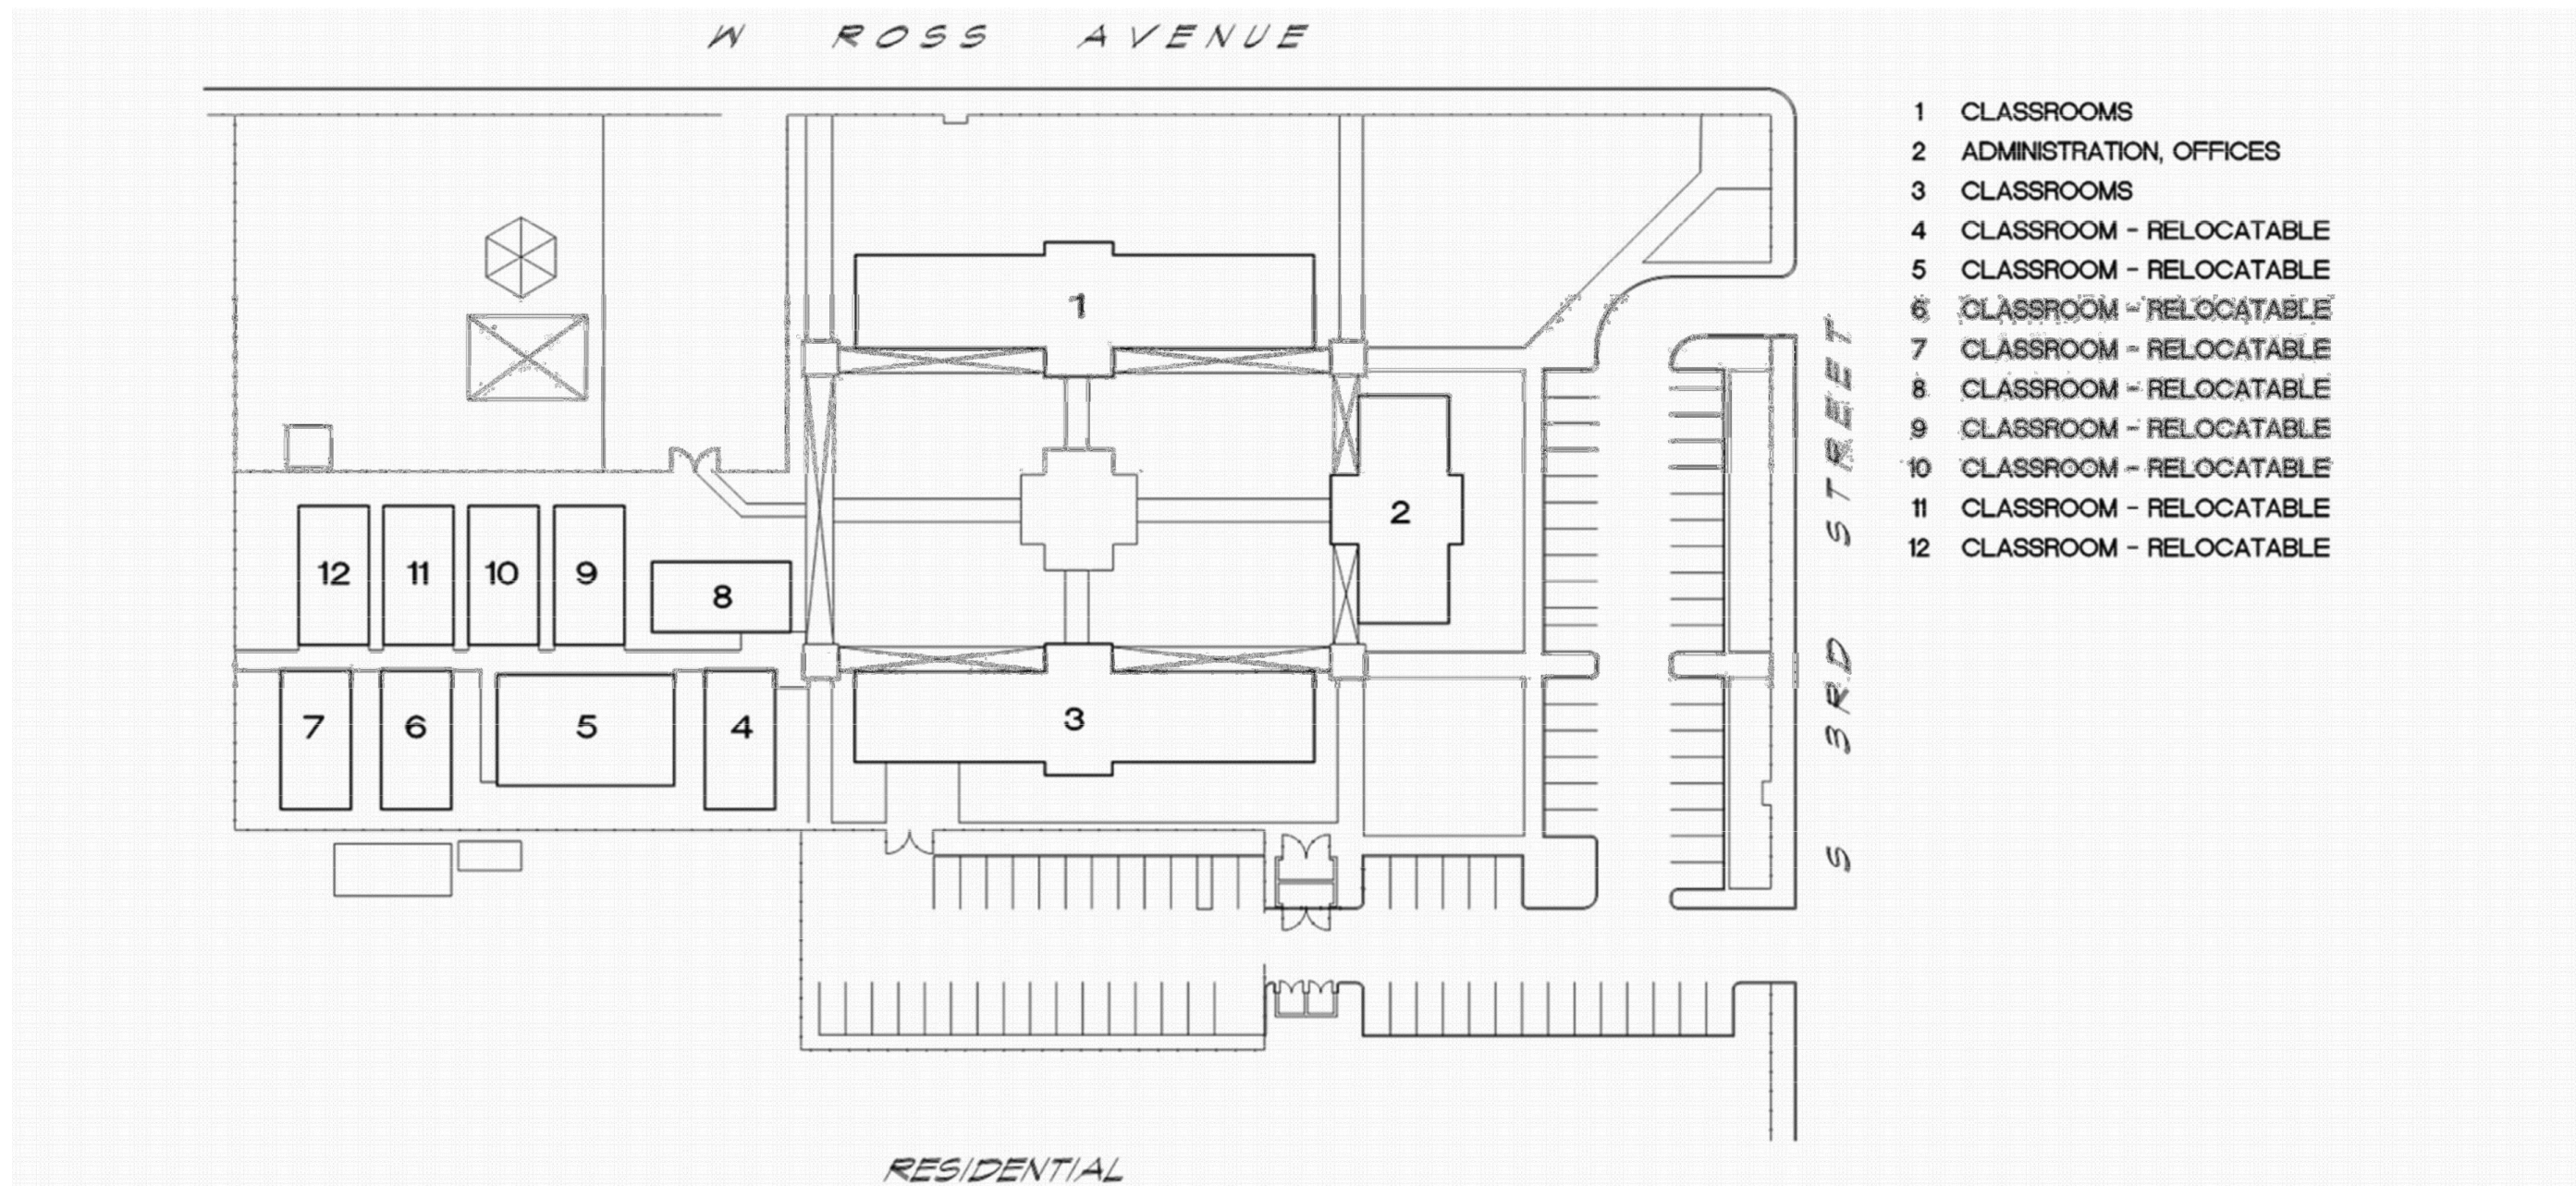 W ROSS AVENUE
1 CLASSROOMS
2 ADMINISTRATION, OFFICES
3 CLASSROOMS
4 CLASSROOM - RELOCATABLE
5 CLASSROOM - RELOCATABLE
6 CLASSROOM - RELOCATABLE
7 CLASSROOM - RELOCATABLE
8 CLASSROOM - RELOCATABLE
9 CLASSROOM - RELOCATABLE
10 CLASSROOM - RELOCATABLE
11 CLASSROOM - RELOCATABLE
12 CLASSROOM - RELOCATABLE
1
2
12 11 10 9
8
7 6 5 4
3
S 3RD STREET
RESIDENTIAL